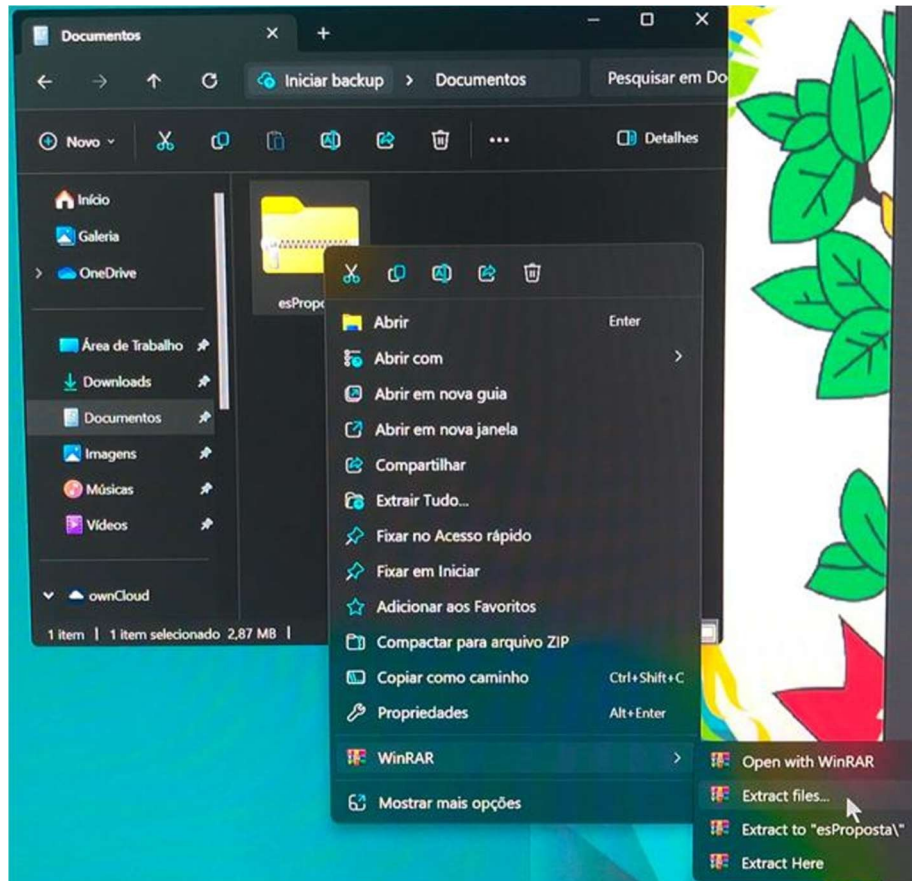 Documentos
Iniciar backup > Documentos
Pesquisar em Do
Novo
Detalhes
Início
Galeria
OneDrive
Área de Trabalho
Downloads
Documentos
Imagens
Músicas
Vídeos
ownCloud
1 item | 1 item selecionado 2,87 MB |
esPropo
Abrir Enter
Abrir com
Abrir em nova guia
Abrir em nova janela
Compartilhar
Extrair Tudo...
Fixar no Acesso rápido
Fixar em Iniciar
Adicionar aos Favoritos
Compactar para arquivo ZIP
Copiar como caminho Ctrl+Shift+C
Propriedades Alt+Enter
WinRAR
Mostrar mais opções
Open with WinRAR
Extract files...
Extract to "esProposta\"
Extract Here